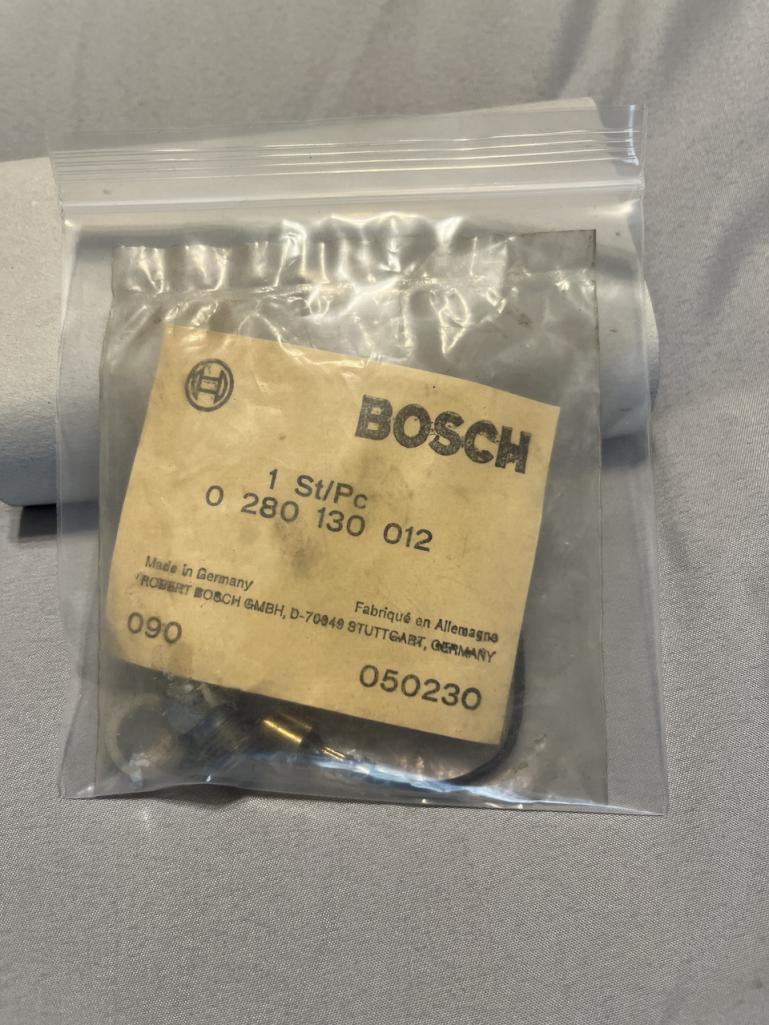 BOSCH
1 St/Pc
0 280 130 012
Made in Germany
Fabriqué en Allemagne
ROBERT BOSCH GMBH, D-70049 STUTTGART, GERMANY
090
050230